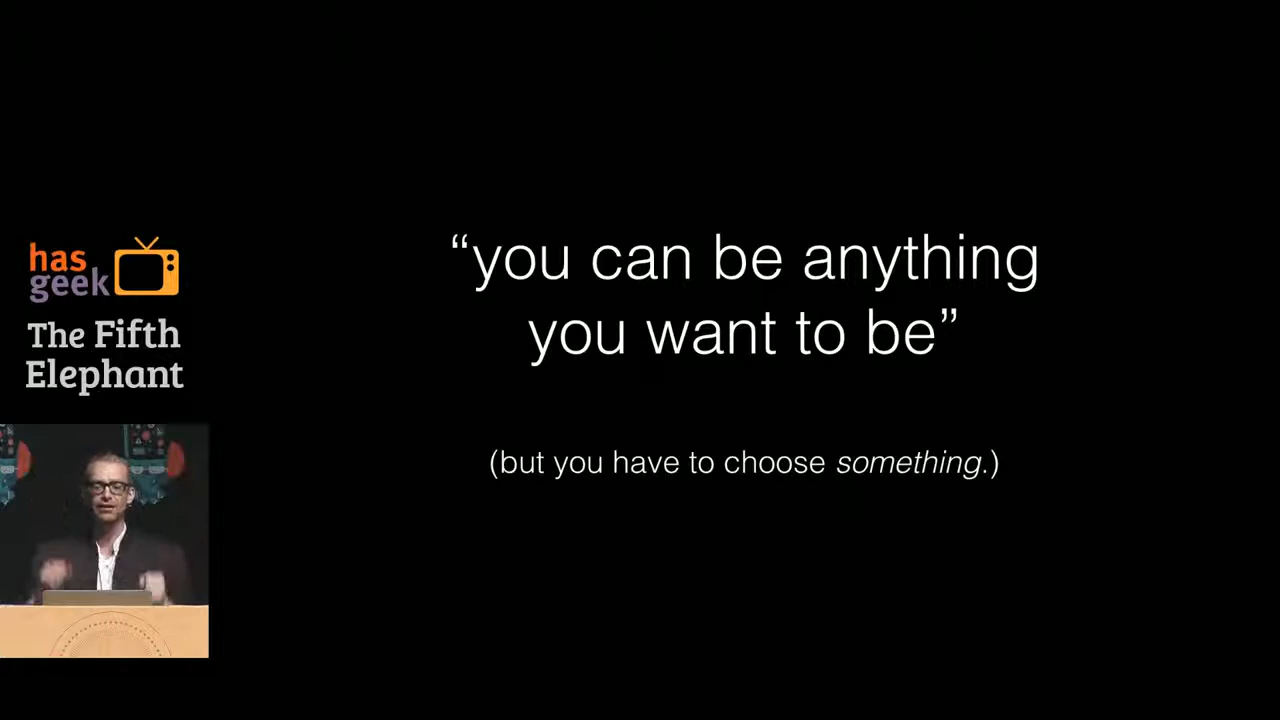 has
geek
The Fifth
Elephant
“you can be anything
you want to be”
(but you have to choose something.)